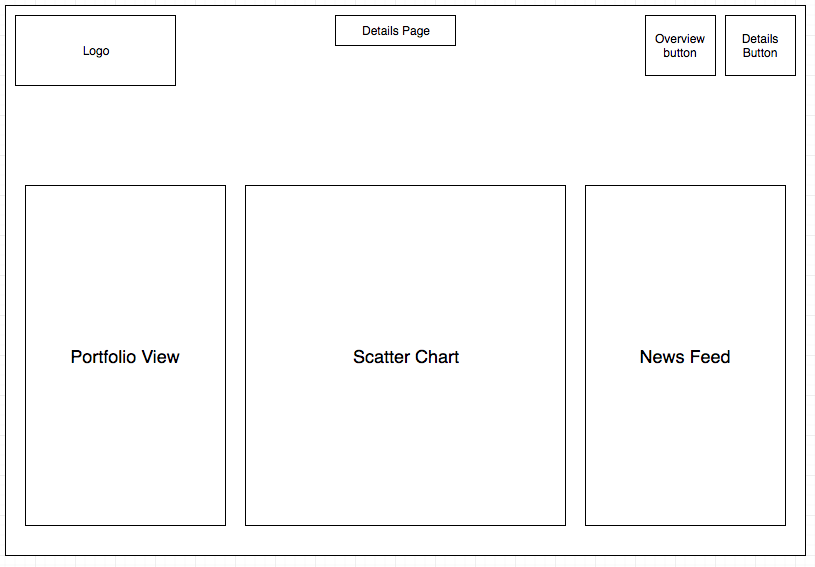 Logo
Details Page
Overview
button
Details
Button
Portfolio View
Scatter Chart
News Feed